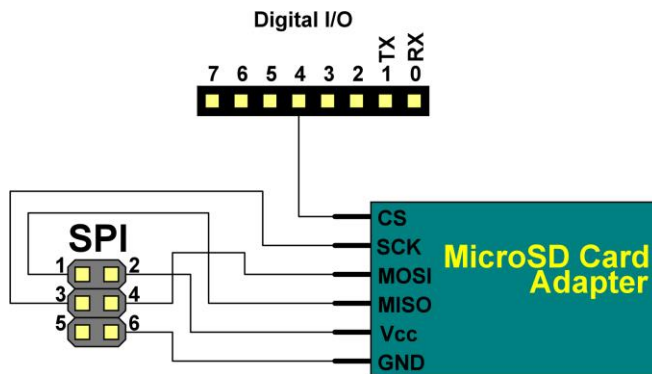 Digital I/O
TX
RX
7 6 5 4 3 2 1 0
CS
SCK
MOSI
MISO
Vcc
GND
MicroSD Card
Adapter
SPI
1 2
3 4
5 6